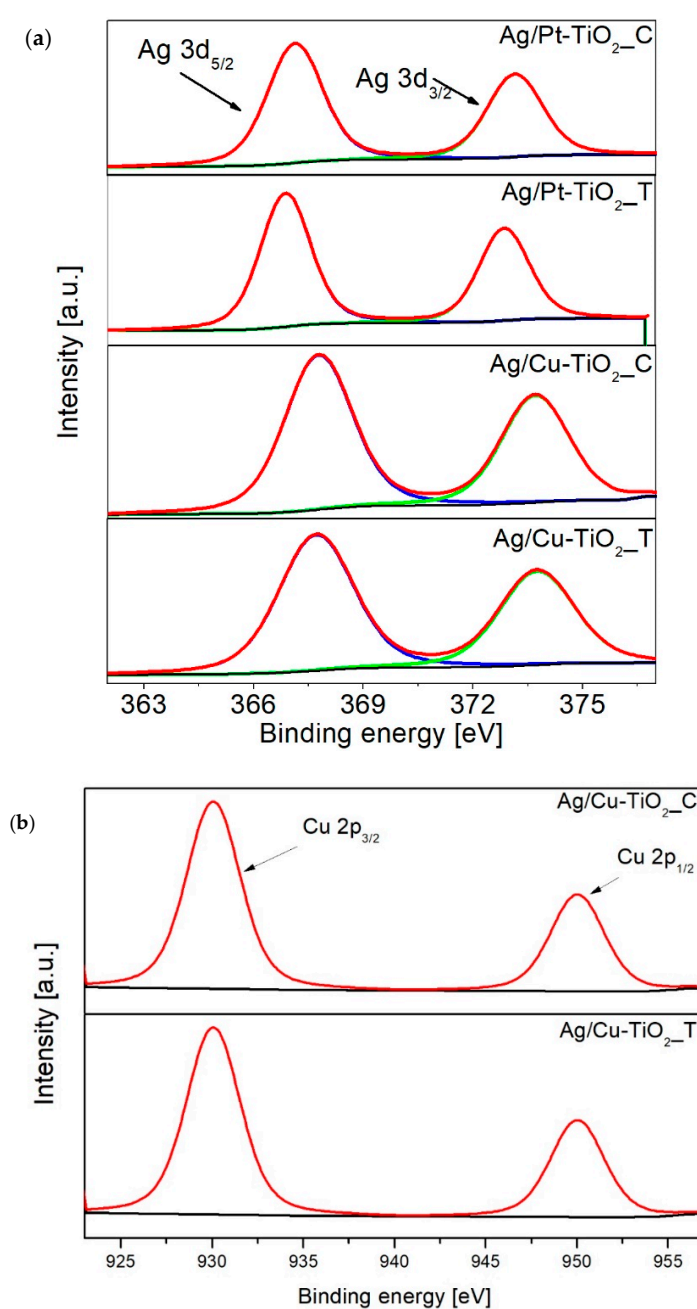 (a)
Ag/Pt-TiO₂_C
Ag 3d₅/₂
Ag 3d₃/₂
Ag/Pt-TiO₂_T
Ag/Cu-TiO₂_C
Ag/Cu-TiO₂_T
Intensity [a.u.]
363 366 369 372 375
Binding energy [eV]
(b)
Ag/Cu-TiO₂_C
Cu 2p₃/₂
Cu 2p₁/₂
Ag/Cu-TiO₂_T
Intensity [a.u.]
925 930 935 940 945 950 955
Binding energy [eV]